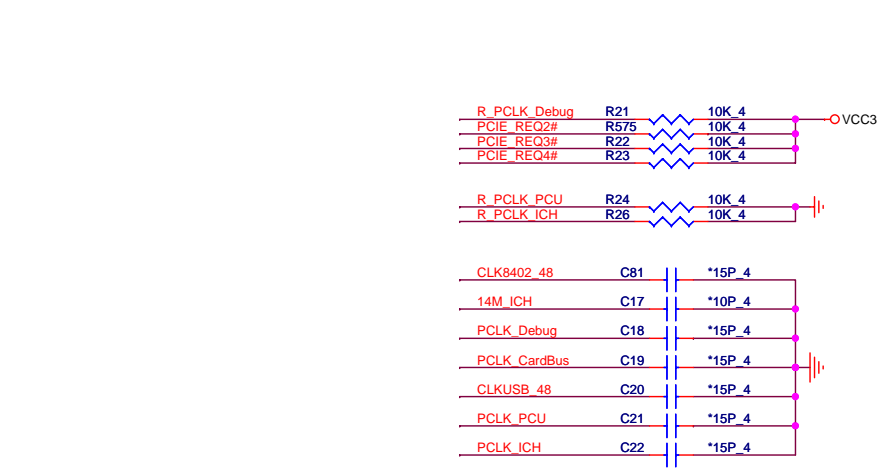 R_PCLK_Debug R21 10K_4 VCC3
PCIE_REQ2# R575 10K_4
PCIE_REQ3# R22 10K_4
PCIE_REQ4# R23 10K_4
R_PCLK_PCU R24 10K_4
R_PCLK_ICH R26 10K_4
CLK8402_48 C81 *15P_4
14M_ICH C17 *10P_4
PCLK_Debug C18 *15P_4
PCLK_CardBus C19 *15P_4
CLKUSB_48 C20 *15P_4
PCLK_PCU C21 *15P_4
PCLK_ICH C22 *15P_4